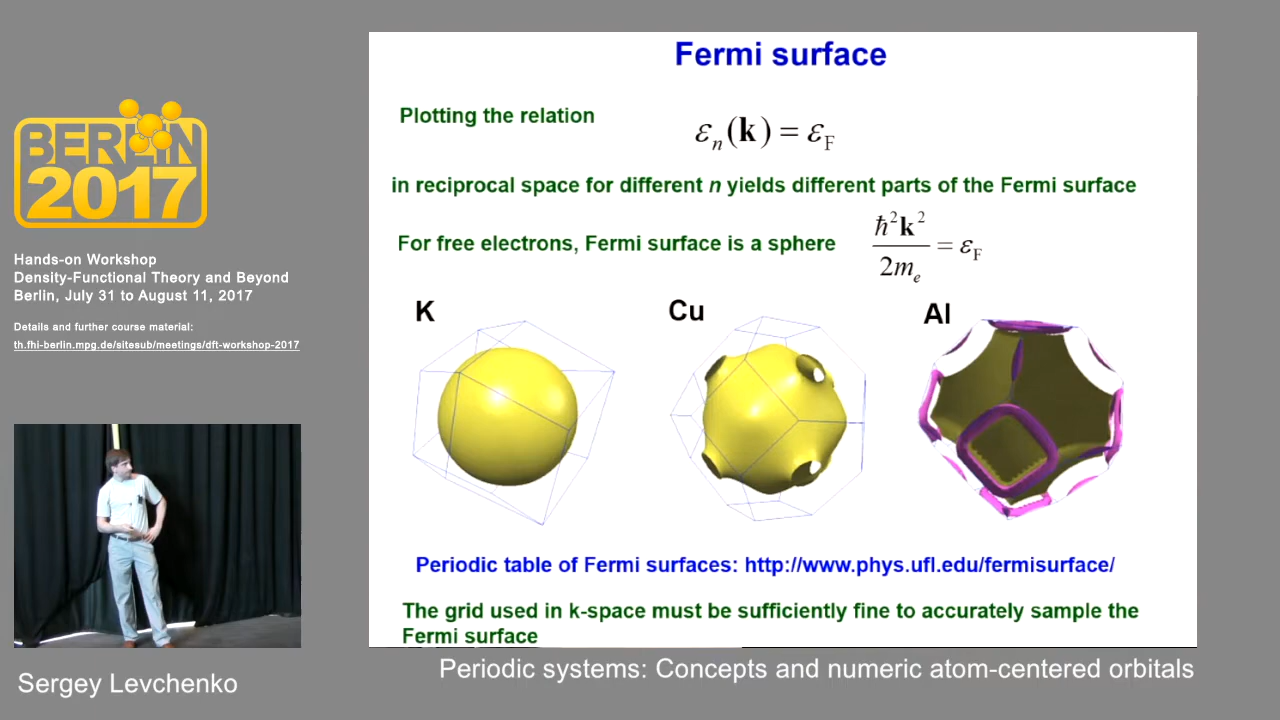 BERLIN
2017
Hands-on Workshop
Density-Functional Theory and Beyond
Berlin, July 31 to August 11, 2017
Details and further course material:
th.fhi-berlin.mpg.de/sitesub/meetings/dft-workshop-2017
Sergey Levchenko
Fermi surface
Plotting the relation
εₙ(k) = ε_F
in reciprocal space for different n yields different parts of the Fermi surface
For free electrons, Fermi surface is a sphere
ħ²k²/2mₑ = ε_F
K
Cu
Al
Periodic table of Fermi surfaces: http://www.phys.ufl.edu/fermisurface/
The grid used in k-space must be sufficiently fine to accurately sample the
Fermi surface
Periodic systems: Concepts and numeric atom-centered orbitals